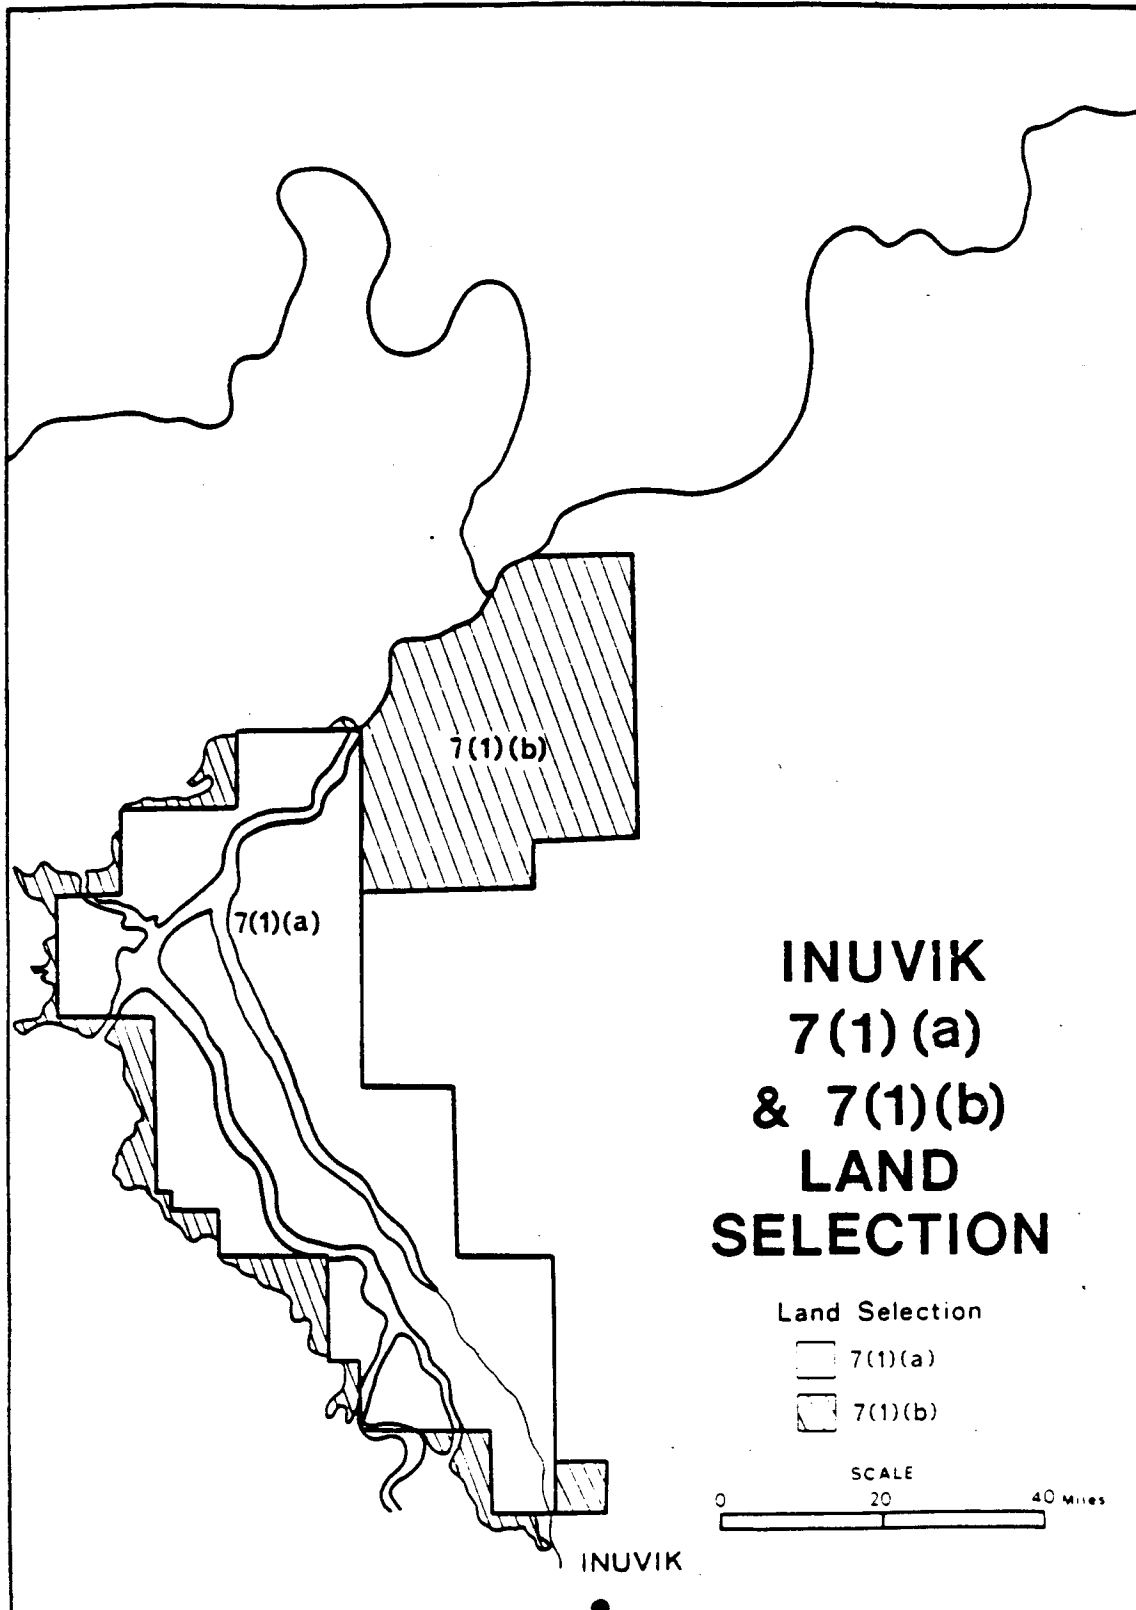 7(1)(b)
7(1)(a)
INUVIK
7(1)(a)
& 7(1)(b)
LAND
SELECTION
Land Selection
7(1)(a)
7(1)(b)
SCALE
0 20 40 Miles
INUVIK